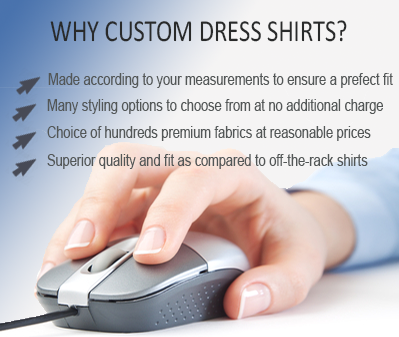 WHY CUSTOM DRESS SHIRTS?
Made according to your measurements to ensure a prefect fit
Many styling options to choose from at no additional charge
Choice of hundreds premium fabrics at reasonable prices
Superior quality and fit as compared to off-the-rack shirts